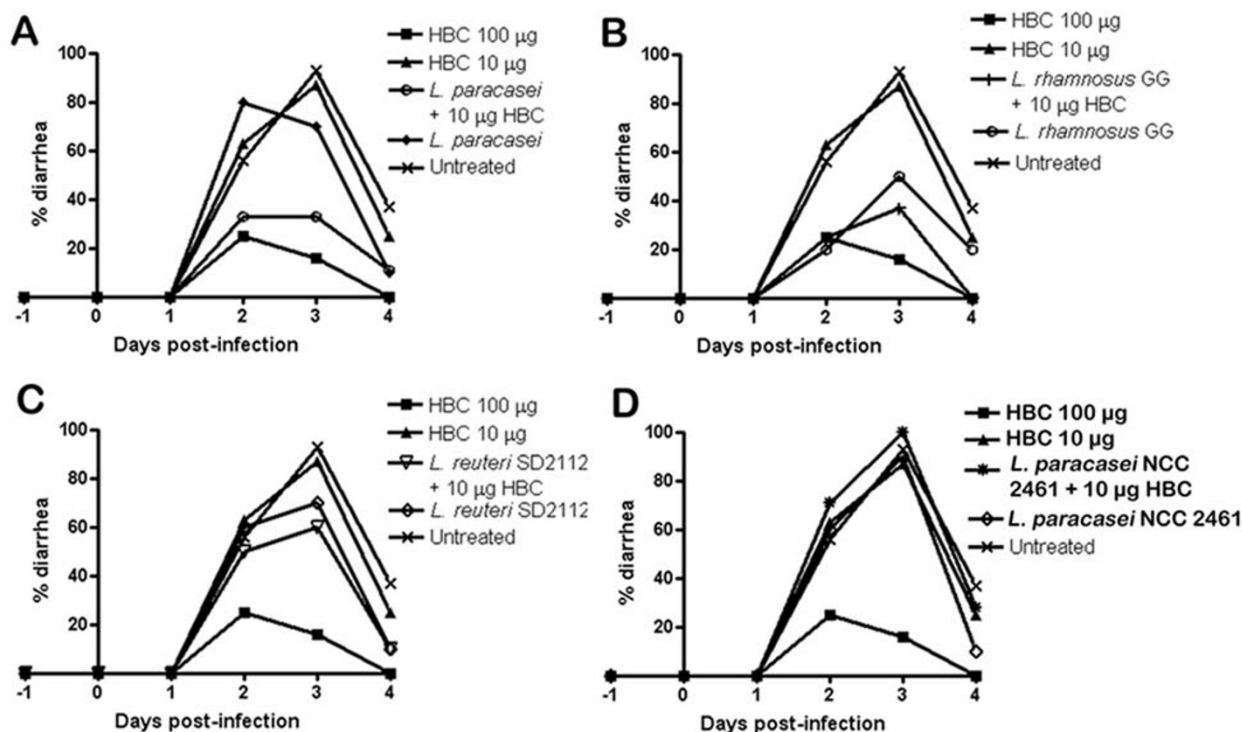 A
HBC 100 µg
HBC 10 µg
L. paracasei
+ 10 µg HBC
L. paracasei
Untreated
% diarrhea
100
80
60
40
20
-1 0 1 2 3 4
Days post-infection
B
HBC 100 µg
HBC 10 µg
L. rhamnosus GG
+ 10 µg HBC
L. rhamnosus GG
Untreated
% diarrhea
100
80
60
40
20
-1 0 1 2 3 4
Days post-infection
C
HBC 100 µg
HBC 10 µg
L. reuteri SD2112
+ 10 µg HBC
L. reuteri SD2112
Untreated
% diarrhea
100
80
60
40
20
-1 0 1 2 3 4
Days post-infection
D
HBC 100 µg
HBC 10 µg
L. paracasei NCC
2461 + 10 µg HBC
L. paracasei NCC 2461
Untreated
% diarrhea
100
80
60
40
20
-1 0 1 2 3 4
Days post-infection